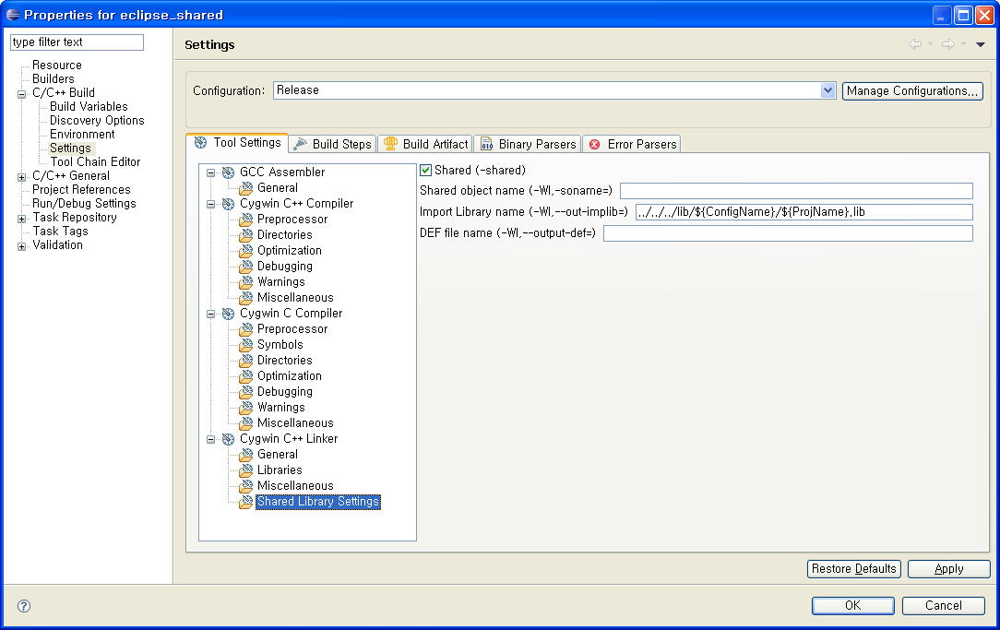 Properties for eclipse_shared
type filter text
Resource
Builders
C/C++ Build
Build Variables
Discovery Options
Environment
Settings
Tool Chain Editor
C/C++ General
Project References
Run/Debug Settings
Task Repository
Task Tags
Validation
Settings
Configuration: Release Manage Configurations...
Tool Settings Build Steps Build Artifact Binary Parsers Error Parsers
GCC Assembler
General
Cygwin C++ Compiler
Preprocessor
Directories
Optimization
Debugging
Warnings
Miscellaneous
Cygwin C Compiler
Preprocessor
Symbols
Directories
Optimization
Debugging
Warnings
Miscellaneous
Cygwin C++ Linker
General
Libraries
Miscellaneous
Shared Library Settings
Shared (-shared)
Shared object name (-Wl,-soname=)
Import Library name (-Wl,--out-implib=) ../../../lib/${ConfigName}/${ProjName}.lib
DEF file name (-Wl,--output-def=)
Restore Defaults Apply
OK Cancel